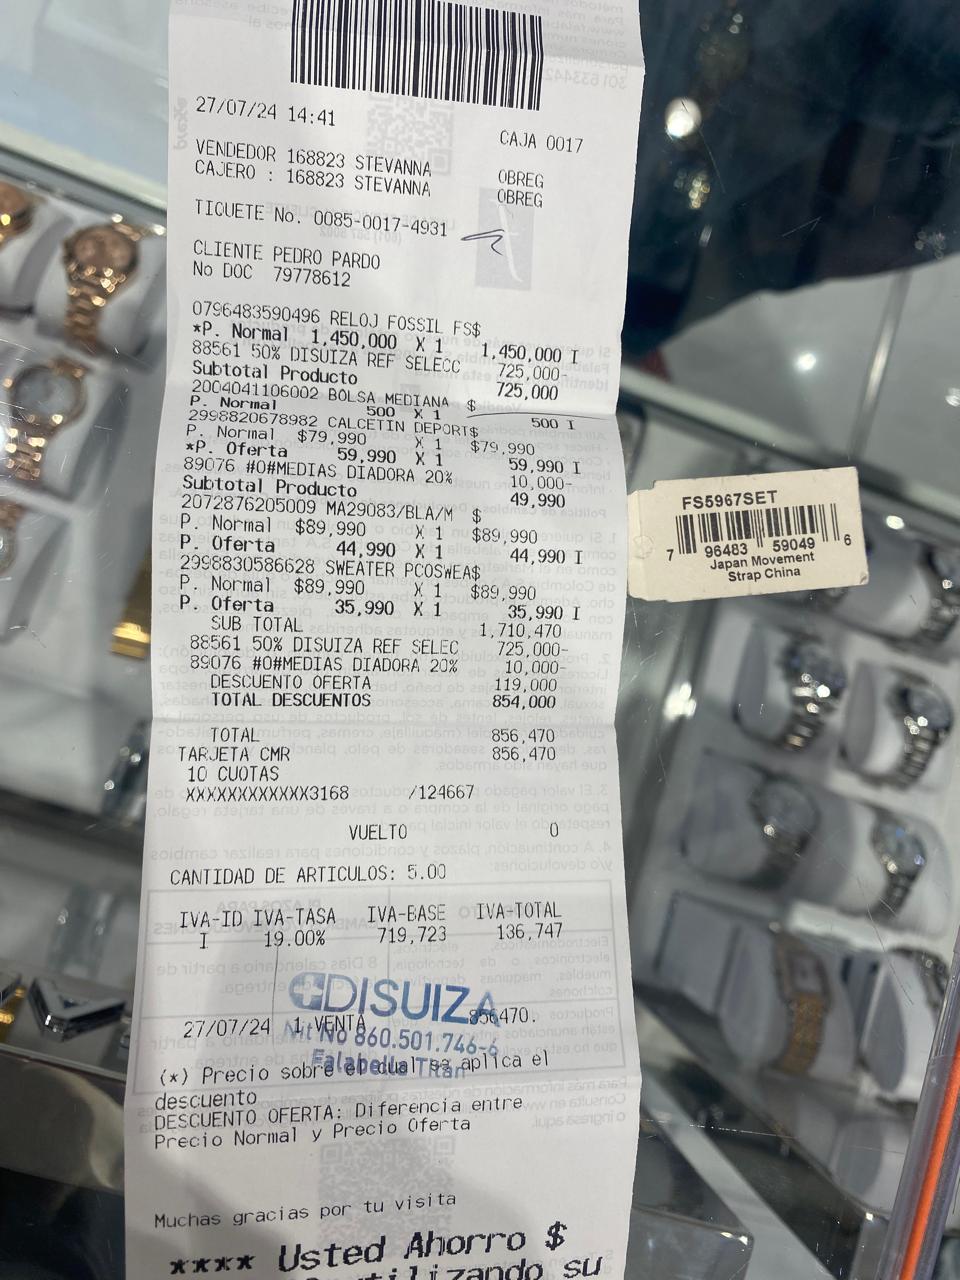 27/07/24 14:41
CAJA 0017
VENDEDOR 168823 STEVANNA OBREG
CAJERO : 168823 STEVANNA OBREG
TIQUETE No. 0085-0017-4931
CLIENTE PEDRO PARDO
No DOC 79778612
0796483590496 RELOJ FOSSIL FS$
*P. Normal 1,450,000 X 1 1,450,000 I
88561 50% DISUIZA REF SELECC 725,000-
Subtotal Producto 725,000
2004041106002 BOLSA MEDIANA $
P. Normal 500 X 1 500 I
2998820678982 CALCETIN DEPORT$
P. Normal $79,990 X 1 $79,990
*P. Oferta 59,990 X 1 59,990 I
89076 #0#MEDIAS DIADORA 20% 10,000-
Subtotal Producto 49,990
2072876205009 MA29083/BLA/M $
P. Normal $89,990 X 1 $89,990
P. Oferta 44,990 X 1 44,990 I
2998830586628 SWEATER PCOSWEA$
P. Normal $89,990 X 1 $89,990
P. Oferta 35,990 X 1 35,990 I
SUB TOTAL 1,710,470
88561 50% DISUIZA REF SELEC 725,000-
89076 #0#MEDIAS DIADORA 20% 10,000-
DESCUENTO OFERTA 119,000
TOTAL DESCUENTOS 854,000
TOTAL 856,470
TARJETA CMR 856,470
10 CUOTAS
XXXXXXXXXXXX3168 /124667
VUELTO 0
CANTIDAD DE ARTICULOS: 5.00
IVA-ID IVA-TASA IVA-BASE IVA-TOTAL
I 19.00% 719,723 136,747
DISUIZA
27/07/24 1 VENTA 856470.
Nit No 860.501.746-6
Falabella Titán
(*) Precio sobre el cual se aplica el
descuento
DESCUENTO OFERTA: Diferencia entre
Precio Normal y Precio Oferta
Muchas gracias por tu visita
**** Usted Ahorro $
utilizando su
FS5967SET
7 96483 59049 6
Japan Movement
Strap China